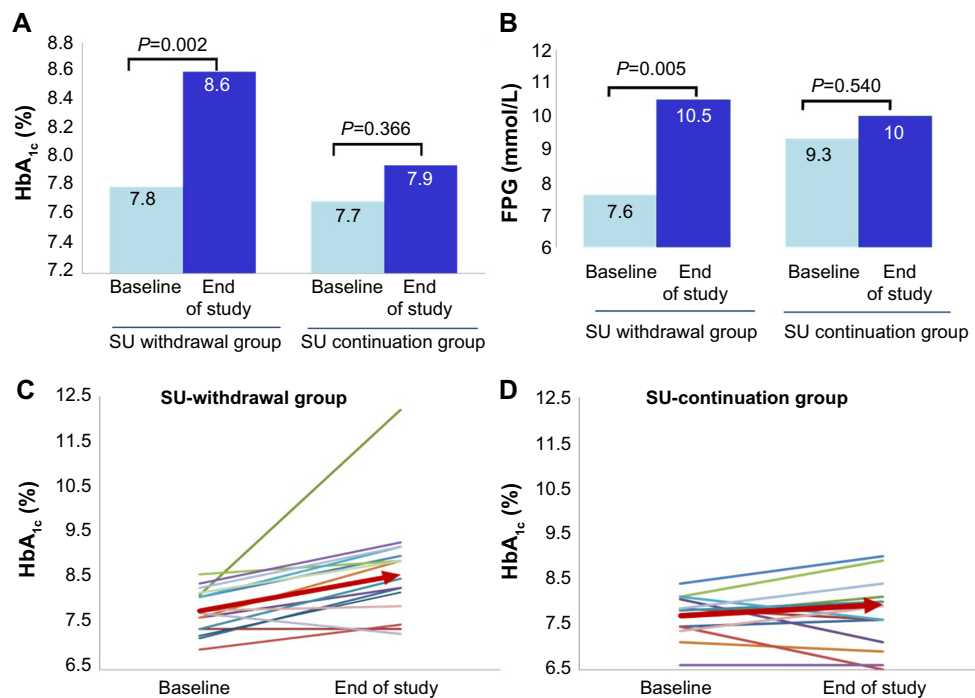 A
HbA1c (%)
8.8
8.6
8.4
8.2
8.0
7.8
7.6
7.4
7.2
P=0.002
8.6
7.8
P=0.366
7.9
7.7
Baseline
End
of study
Baseline
End
of study
SU withdrawal group
SU continuation group
B
FPG (mmol/L)
12
11
10
9
8
7
6
P=0.005
10.5
7.6
P=0.540
10
9.3
Baseline
End
of study
Baseline
End
of study
SU withdrawal group
SU continuation group
C
SU-withdrawal group
HbA1c (%)
12.5
11.5
10.5
9.5
8.5
7.5
6.5
Baseline
End of study
D
SU-continuation group
HbA1c (%)
12.5
11.5
10.5
9.5
8.5
7.5
6.5
Baseline
End of study